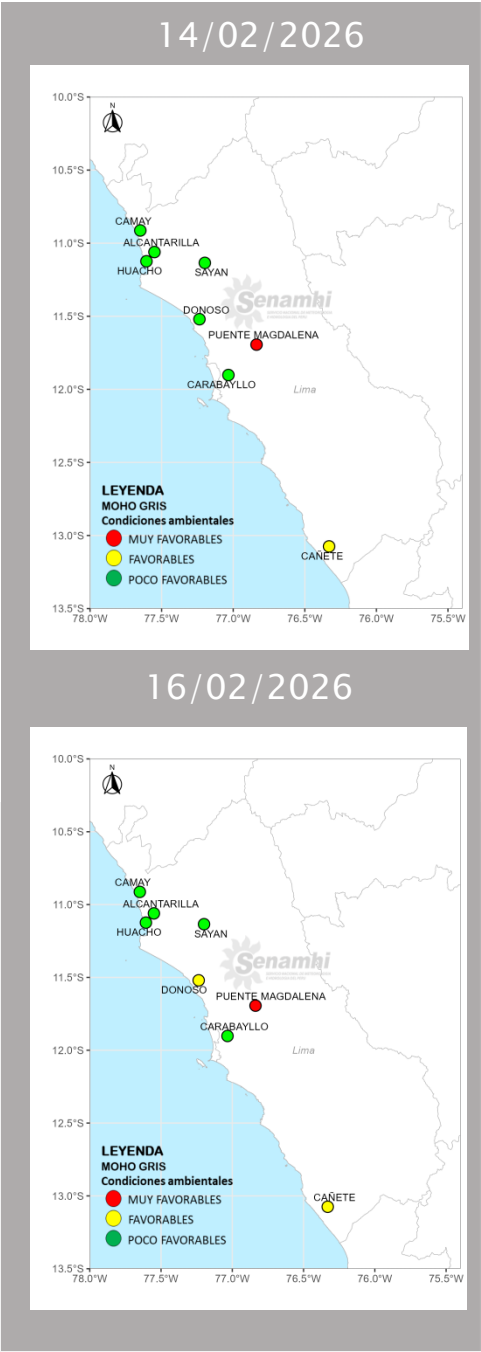 14/02/2026
10.0°S
N
10.5°S
CAMAY
11.0°S
ALCANTARILLA
HUACHO
SAYAN
Senamhi
11.5°S
DONOSO
PUENTE MAGDALENA
12.0°S
CARABAYLLO
Lima
12.5°S
LEYENDA
MOHO GRIS
Condiciones ambientales
13.0°S
MUY FAVORABLES
FAVORABLES
CAÑETE
POCO FAVORABLES
13.5°S
78.0°W 77.5°W 77.0°W 76.5°W 76.0°W 75.5°W
16/02/2026
10.0°S
N
10.5°S
CAMAY
11.0°S
ALCANTARILLA
HUACHO
SAYAN
Senamhi
11.5°S
DONOSO
PUENTE MAGDALENA
CARABAYLLO
12.0°S
Lima
12.5°S
LEYENDA
MOHO GRIS
Condiciones ambientales
13.0°S
MUY FAVORABLES
CAÑETE
FAVORABLES
POCO FAVORABLES
13.5°S
78.0°W 77.5°W 77.0°W 76.5°W 76.0°W 75.5°W